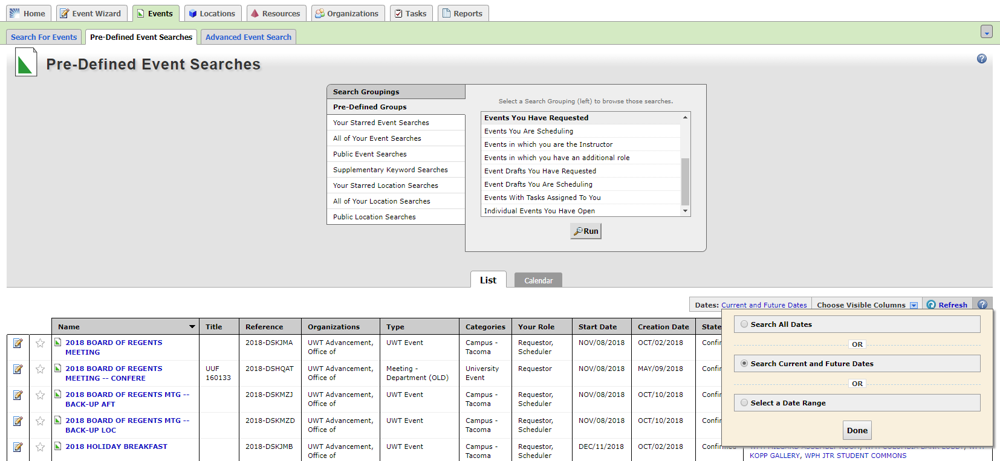 Home Event Wizard Events Locations Resources Organizations Tasks Reports
Search For Events Pre-Defined Event Searches Advanced Event Search
Pre-Defined Event Searches
Search Groupings
Pre-Defined Groups
Your Starred Event Searches
All of Your Event Searches
Public Event Searches
Supplementary Keyword Searches
Your Starred Location Searches
All of Your Location Searches
Public Location Searches
Select a Search Grouping (left) to browse those searches.
Events You Have Requested
Events You Are Scheduling
Events in which you are the Instructor
Events in which you have an additional role
Event Drafts You Have Requested
Event Drafts You Are Scheduling
Events With Tasks Assigned To You
Individual Events You Have Open
Run
List Calendar
Dates: Current and Future Dates Choose Visible Columns Refresh
Name Title Reference Organizations Type Categories Your Role Start Date Creation Date State
2018 BOARD OF REGENTS 2018-DSKJMA UWT Advancement, UWT Event Campus - Requestor, NOV/08/2018 OCT/02/2018
MEETING Office of Tacoma Scheduler
2018 BOARD OF REGENTS UUF 2018-DSHQAT UWT Advancement, Meeting - University Requestor NOV/08/2018 MAY/09/2018
MEETING -- CONFERE 160133 Office of Department (OLD) Event
2018 BOARD OF REGENTS MTG -- 2018-DSKMZJ UWT Advancement, UWT Event Campus - Requestor, NOV/08/2018 OCT/10/2018
BACK-UP AFT Office of Tacoma Scheduler
2018 BOARD OF REGENTS MTG -- 2018-DSKMZD UWT Advancement, UWT Event Campus - Requestor, NOV/08/2018 OCT/10/2018
BACK-UP LOC Office of Tacoma Scheduler
2018 HOLIDAY BREAKFAST 2018-DSKJMB UWT Advancement, UWT Event Campus - Requestor, DEC/11/2018 OCT/02/2018
Office of Tacoma Scheduler KOPP GALLERY, WPH JTR STUDENT COMMONS
Search All Dates
OR
Search Current and Future Dates
OR
Select a Date Range
Done